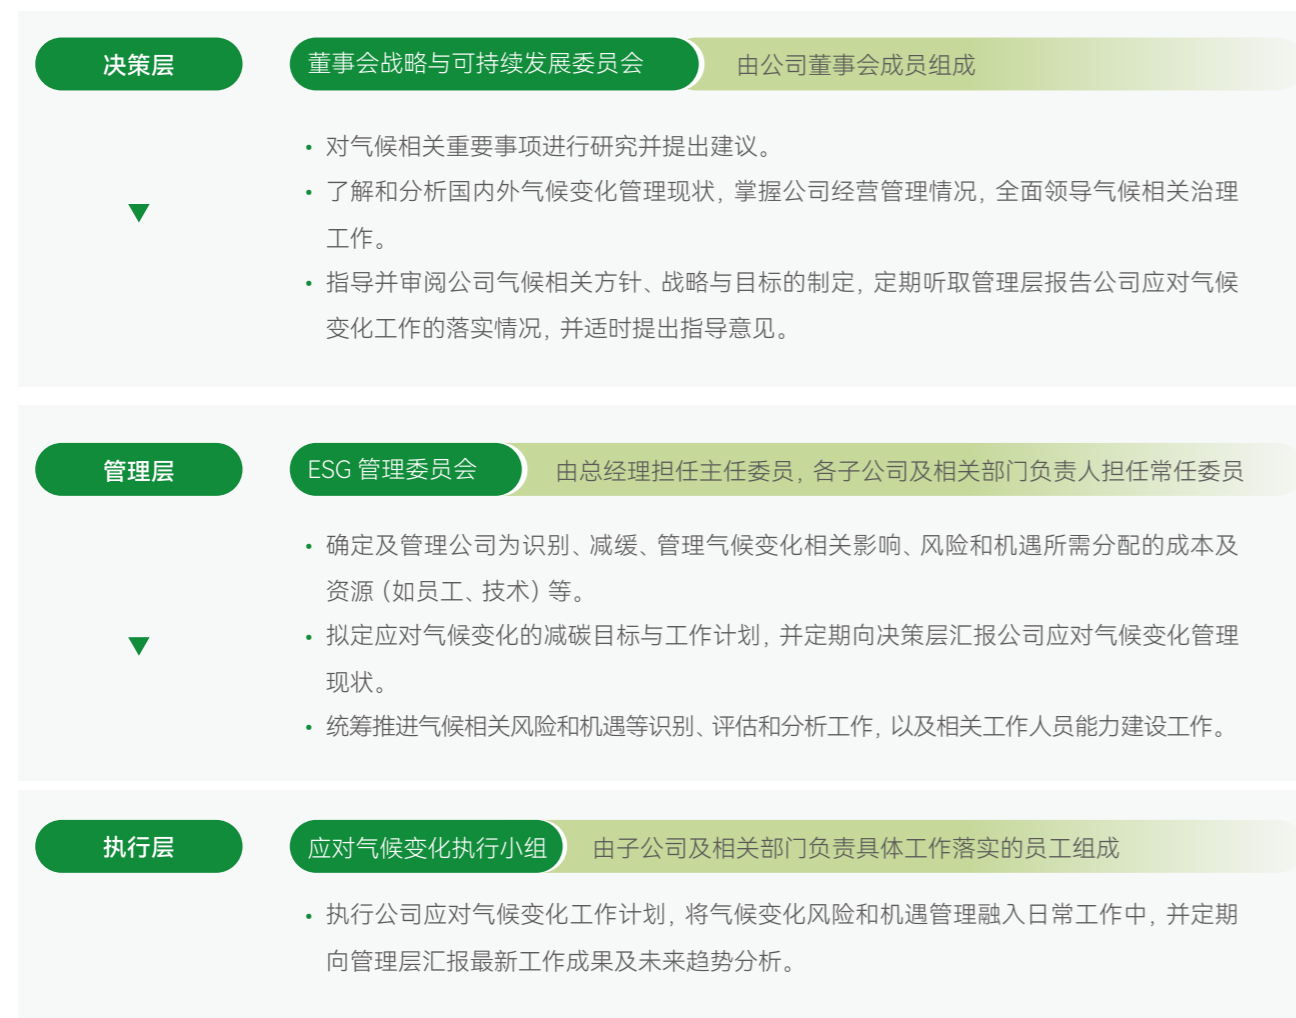 决策层
董事会战略与可持续发展委员会
由公司董事会成员组成
• 对气候相关重要事项进行研究并提出建议。
• 了解和分析国内外气候变化管理现状，掌握公司经营管理情况，全面领导气候相关治理
工作。
• 指导并审阅公司气候相关方针、战略与目标的制定，定期听取管理层报告公司应对气候
变化工作的落实情况，并适时提出指导意见。
管理层
ESG 管理委员会
由总经理担任主任委员，各子公司及相关部门负责人担任常任委员
• 确定及管理公司为识别、减缓、管理气候变化相关影响、风险和机遇所需分配的成本及
资源（如员工、技术）等。
• 拟定应对气候变化的减碳目标与工作计划，并定期向决策层汇报公司应对气候变化管理
现状。
• 统筹推进气候相关风险和机遇等识别、评估和分析工作，以及相关工作人员能力建设工作。
执行层
应对气候变化执行小组
由子公司及相关部门负责具体工作落实的员工组成
• 执行公司应对气候变化工作计划，将气候变化风险和机遇管理融入日常工作中，并定期
向管理层汇报最新工作成果及未来趋势分析。